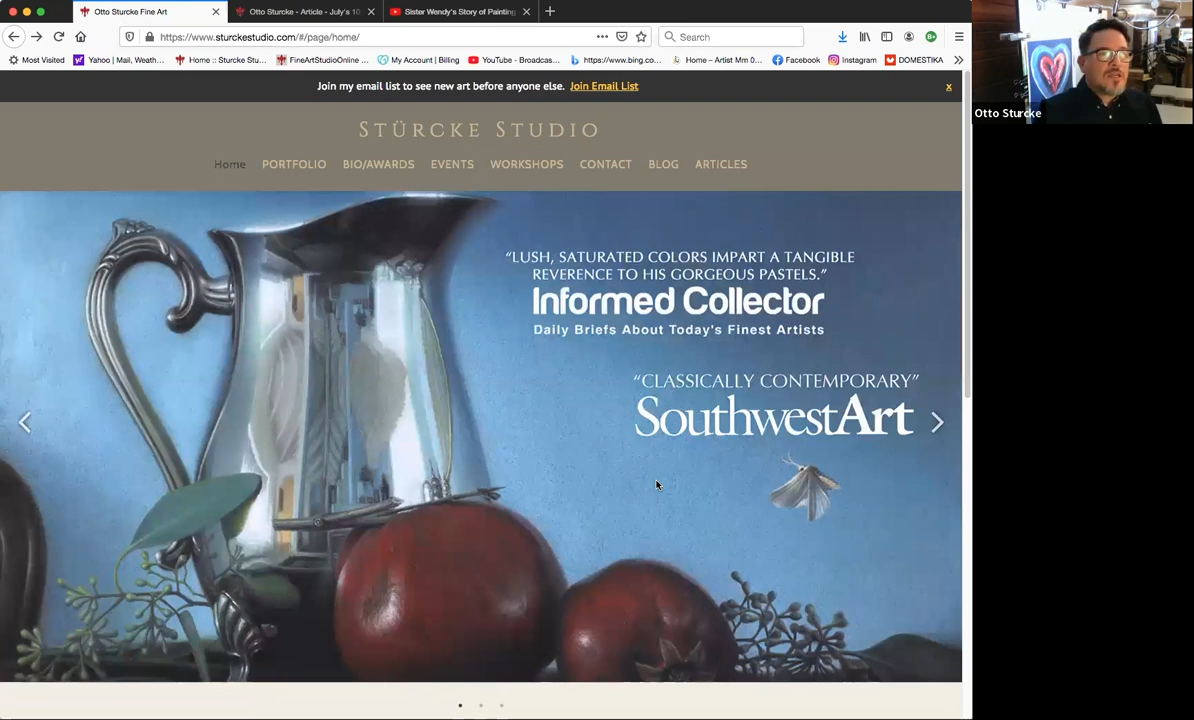 Otto Sturcke Fine Art
Otto Sturcke - Article - July's 10
Sister Wendy's Story of Painting
https://www.sturckestudio.com/#/page/home/
Search
Most Visited
Yahoo | Mail, Weath...
Home :: Sturcke Stu...
FineArtStudioOnline ...
My Account | Billing
YouTube - Broadcas...
https://www.bing.co...
Home – Artist Mm 0...
Facebook
Instagram
DOMESTIKA
Join my email list to see new art before anyone else. Join Email List
x
STÜRCKE STUDIO
Home PORTFOLIO BIO/AWARDS EVENTS WORKSHOPS CONTACT BLOG ARTICLES
“LUSH, SATURATED COLORS IMPART A TANGIBLE
REVERENCE TO HIS GORGEOUS PASTELS.”
Informed Collector
Daily Briefs About Today's Finest Artists
“CLASSICALLY CONTEMPORARY”
SouthwestArt
Otto Sturcke